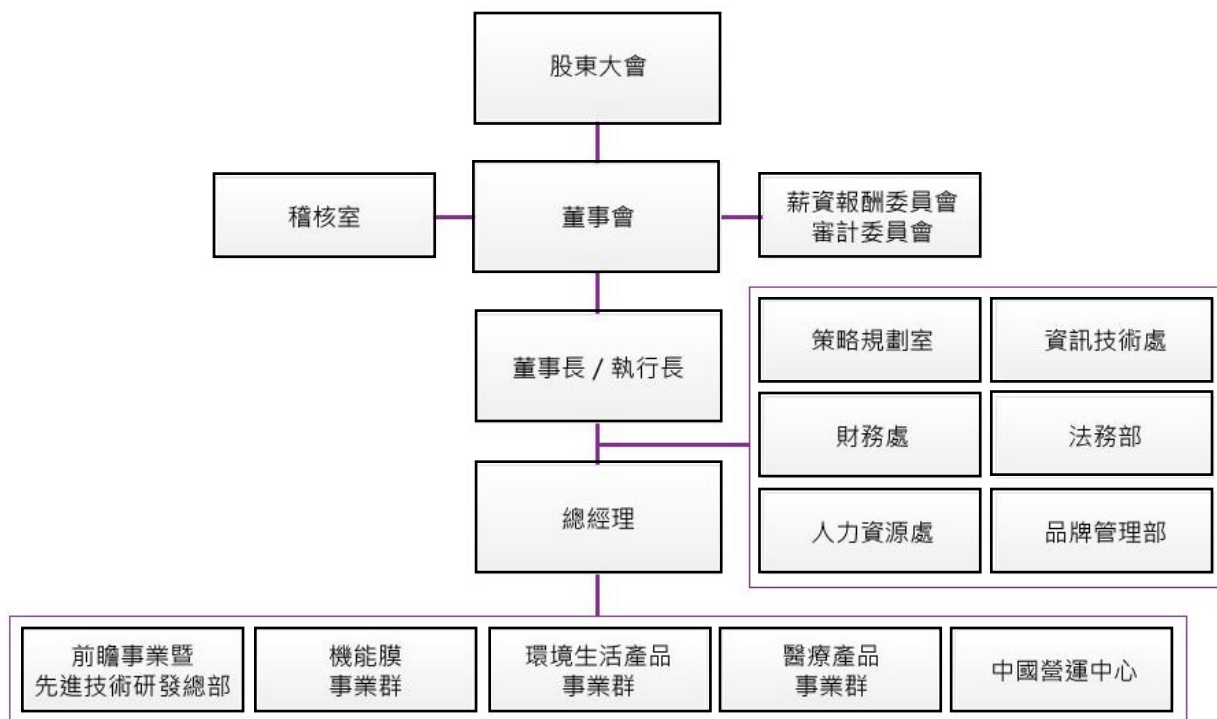 股東大會
稽核室
董事會
薪資報酬委員會
審計委員會
董事長 / 執行長
策略規劃室
資訊技術處
財務處
法務部
總經理
人力資源處
品牌管理部
前瞻事業暨
先進技術研發總部
機能膜
事業群
環境生活產品
事業群
醫療產品
事業群
中國營運中心